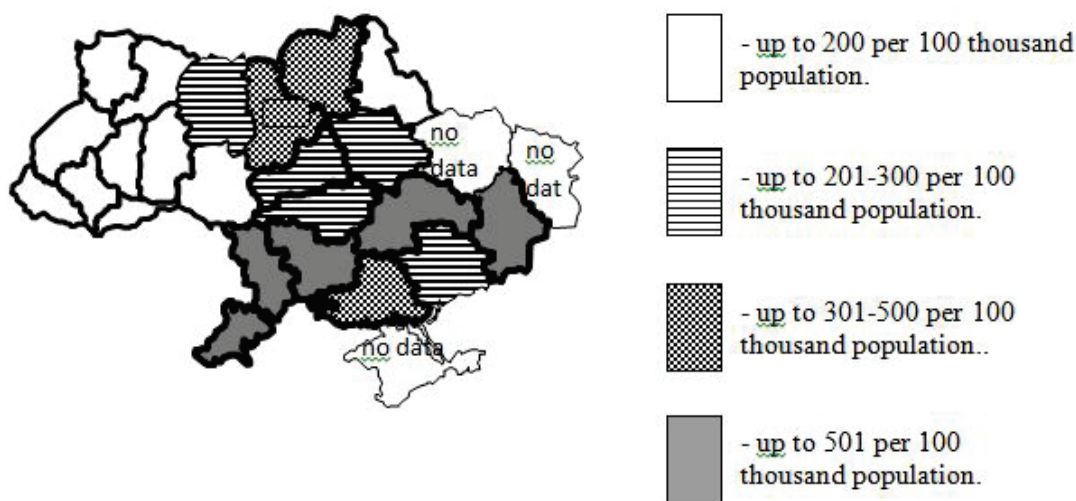 - up to 200 per 100 thousand
population.
no
data
no
dat
- up to 201-300 per 100
thousand population.
- up to 301-500 per 100
thousand population..
no data
- up to 501 per 100
thousand population.